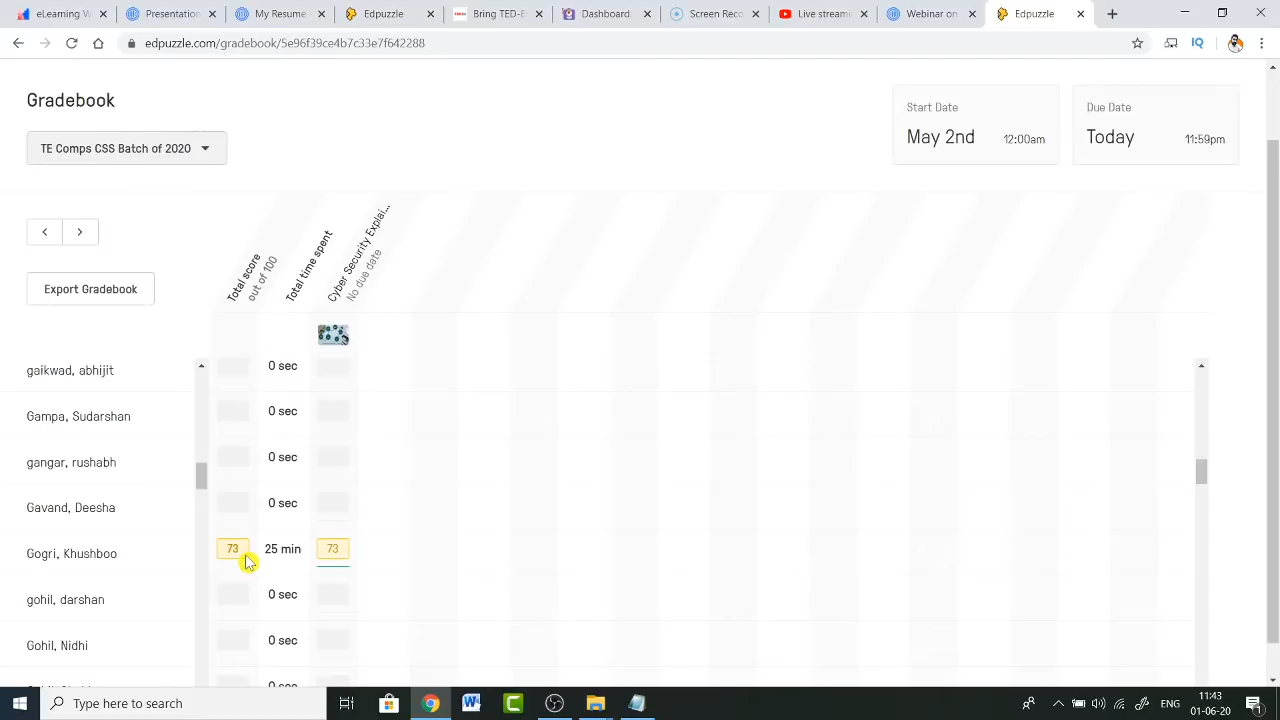 eLearning W
Presentation
My Resume
Edpuzzle
Bring TED-E
Dashboard
Screen Reco
Live stream
Webinar on
Edpuzzle
edpuzzle.com/gradebook/5e96f39ce4b7c33e7f642288
Gradebook
Start Date
Due Date
May 2nd 12:00am
Today 11:59pm
TE Comps CSS Batch of 2020
Total score
out of 100
Total time spent
Cyber Security Explai...
No due date
Export Gradebook
gaikwad, abhijit 0 sec
Gampa, Sudarshan 0 sec
gangar, rushabh 0 sec
Gavand, Deesha 0 sec
Gogri, Khushboo 73 25 min 73
gohil, darshan 0 sec
Gohil, Nidhi 0 sec
Type here to search
ENG
11:43
01-06-20